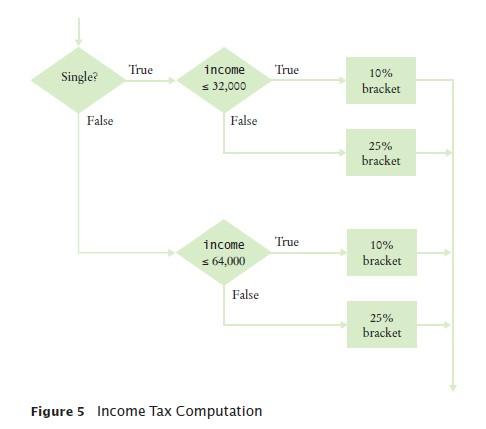 Single?
True
income
≤ 32,000
True
10%
bracket
False
False
25%
bracket
income
≤ 64,000
True
10%
bracket
False
25%
bracket
Figure 5 Income Tax Computation